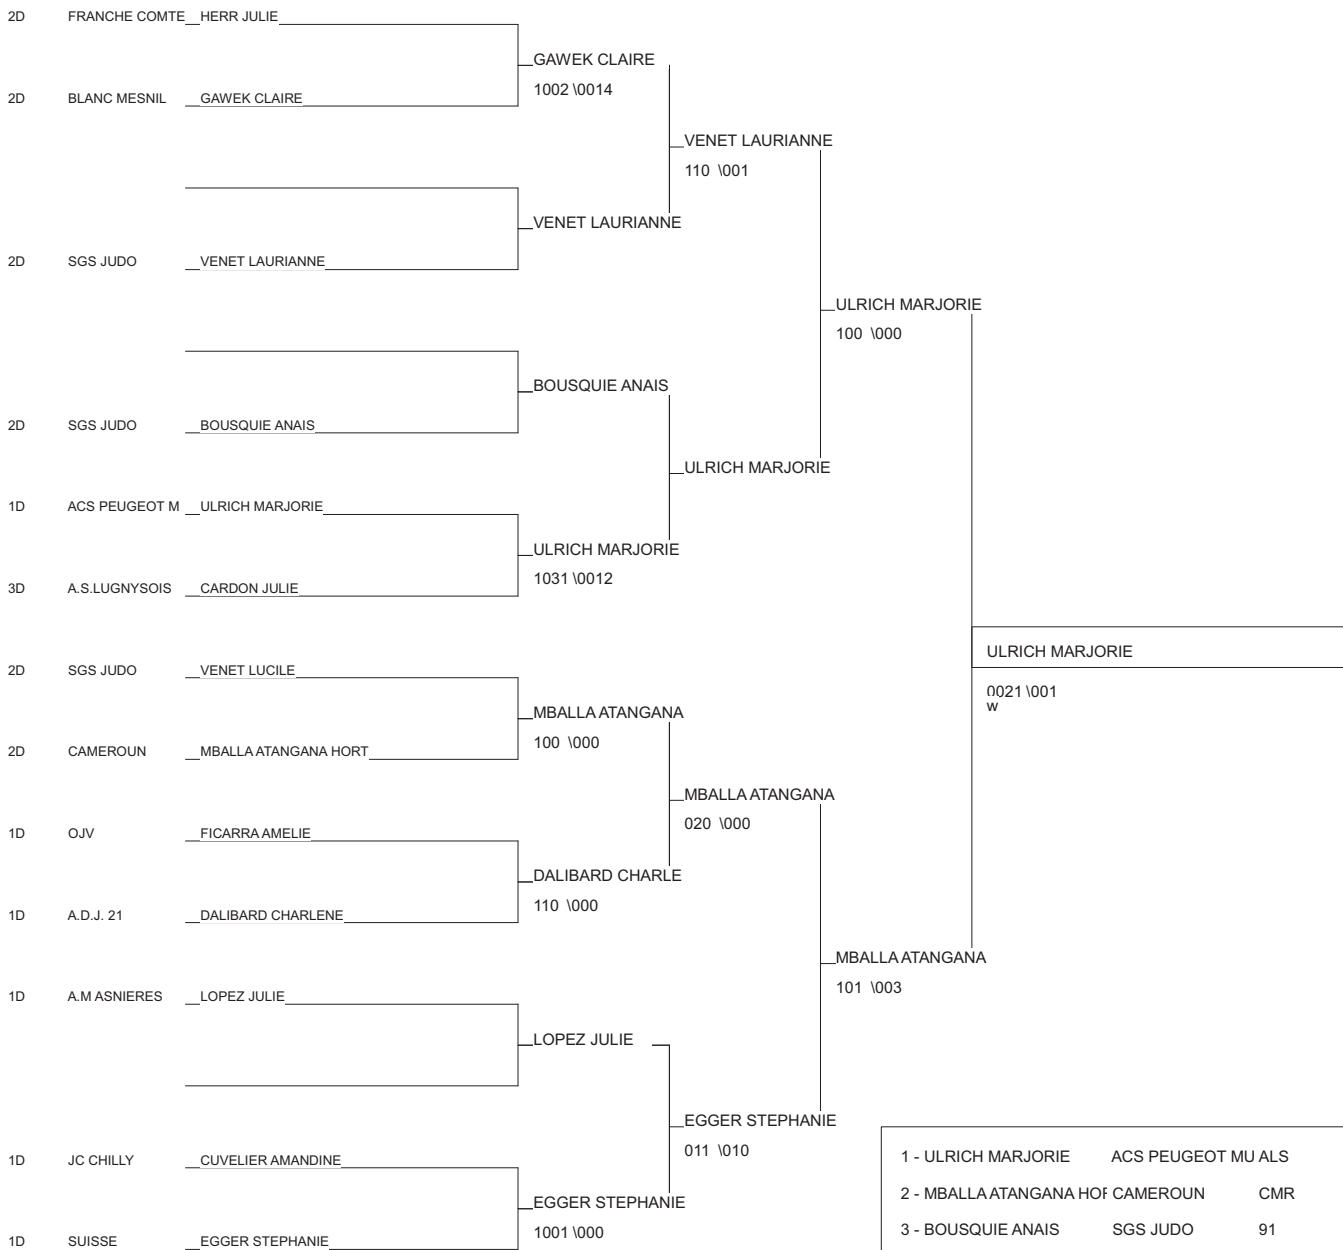 2D FRANCHE COMTE HERR JULIE
GAWEK CLAIRE
1002 \0014
2D BLANC MESNIL GAWEK CLAIRE
VENET LAURIANNE
110 \001
VENET LAURIANNE
2D SGS JUDO VENET LAURIANNE
ULRICH MARJORIE
100 \000
BOUSQUIE ANAIS
2D SGS JUDO BOUSQUIE ANAIS
ULRICH MARJORIE
1D ACS PEUGEOT M ULRICH MARJORIE
ULRICH MARJORIE
1031 \0012
3D A.S.LUGNYSOIS CARDON JULIE
ULRICH MARJORIE
0021 \001
w
2D SGS JUDO VENET LUCILE
MBALLA ATANGANA
100 \000
2D CAMEROUN MBALLA ATANGANA HORT
MBALLA ATANGANA
020 \000
1D OJV FICARRA AMELIE
DALIBARD CHARLE
110 \000
1D A.D.J. 21 DALIBARD CHARLENE
MBALLA ATANGANA
101 \003
1D A.M ASNIERES LOPEZ JULIE
LOPEZ JULIE
EGGER STEPHANIE
011 \010
1D JC CHILLY CUVELIER AMANDINE
EGGER STEPHANIE
1001 \000
1D SUISSE EGGER STEPHANIE
1 - ULRICH MARJORIE ACS PEUGEOT MU ALS
2 - MBALLA ATANGANA HOR CAMEROUN CMR
3 - BOUSQUIE ANAIS SGS JUDO 91